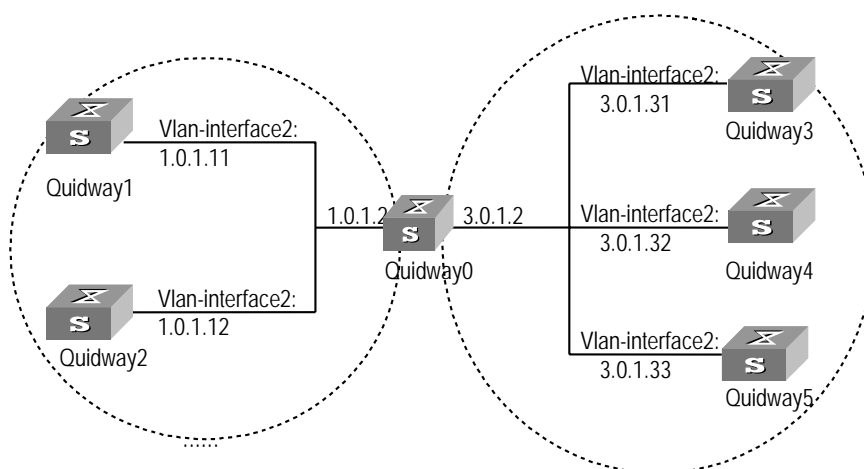 Vlan-interface2:
3.0.1.31
Quidway3
S
Vlan-interface2:
1.0.1.11
S
Quidway1
1.0.1.2
S
3.0.1.2
Quidway0
Vlan-interface2:
3.0.1.32
S
Quidway4
Vlan-interface2:
1.0.1.12
S
Quidway2
Vlan-interface2:
3.0.1.33
S
Quidway5
S
......